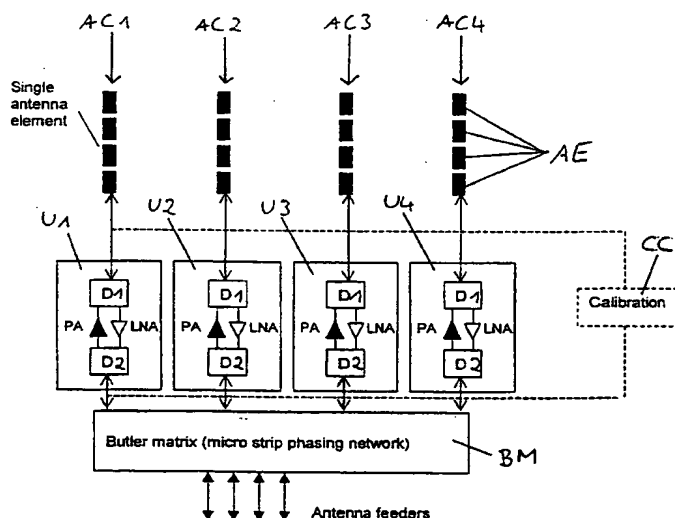 AC1 AC2 AC3 AC4
Single
antenna
element
AE
U1 U2 U3 U4
CC
D1 D1 D1 D1
Calibration
PA LNA PA LNA PA LNA PA LNA
D2 D2 D2 D2
Butler matrix (micro strip phasing network)
BM
Antenna feeders